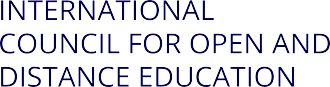 INTERNATIONAL
COUNCIL FOR OPEN AND
DISTANCE EDUCATION